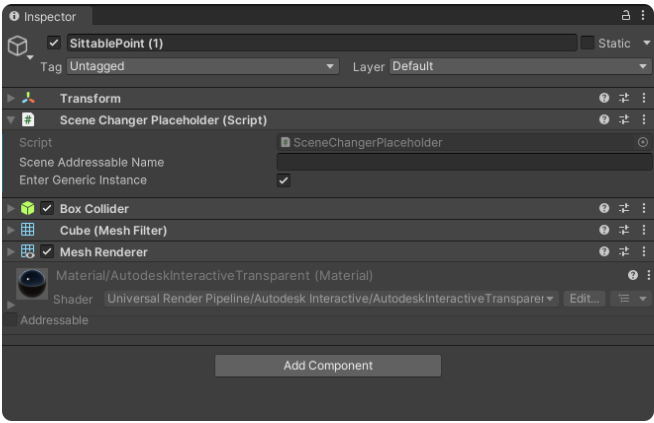 Inspector
SittablePoint (1) Static
Tag Untagged Layer Default
Transform
# Scene Changer Placeholder (Script)
Script SceneChangerPlaceholder
Scene Addressable Name
Enter Generic Instance
Box Collider
Cube (Mesh Filter)
Mesh Renderer
Material/AutodeskInteractiveTransparent (Material)
Shader Universal Render Pipeline/Autodesk Interactive/AutodeskInteractiveTransparer Edit...
Addressable
Add Component